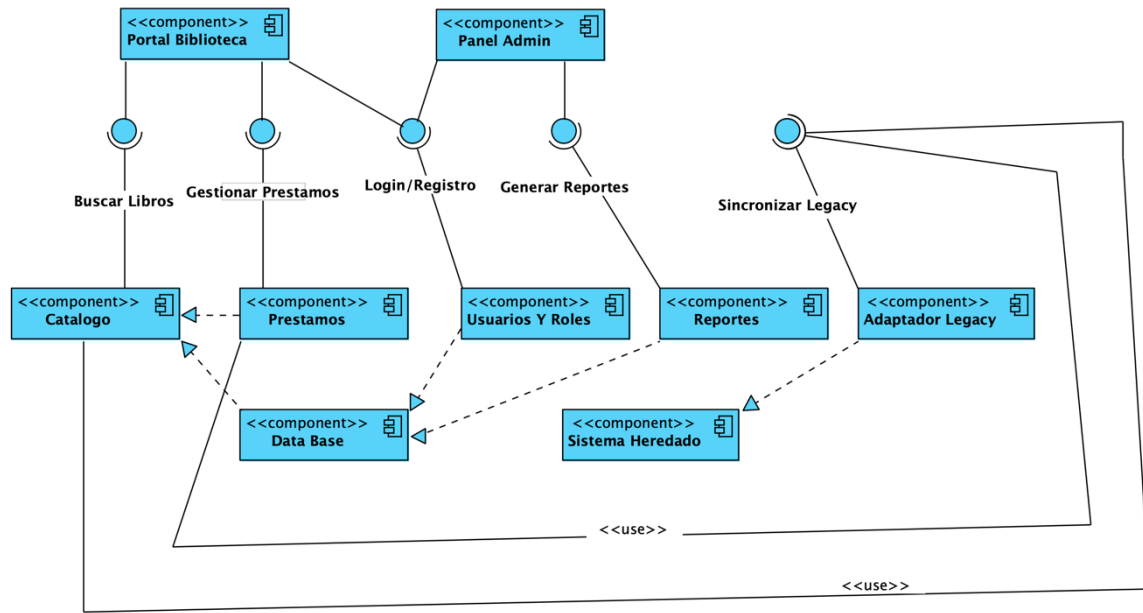 <<component>>
Portal Biblioteca
<<component>>
Panel Admin
Buscar Libros
Gestionar Prestamos
Login/Registro
Generar Reportes
Sincronizar Legacy
<<component>>
Catalogo
<<component>>
Prestamos
<<component>>
Usuarios Y Roles
<<component>>
Reportes
<<component>>
Adaptador Legacy
<<component>>
Data Base
<<component>>
Sistema Heredado
<<use>>
<<use>>